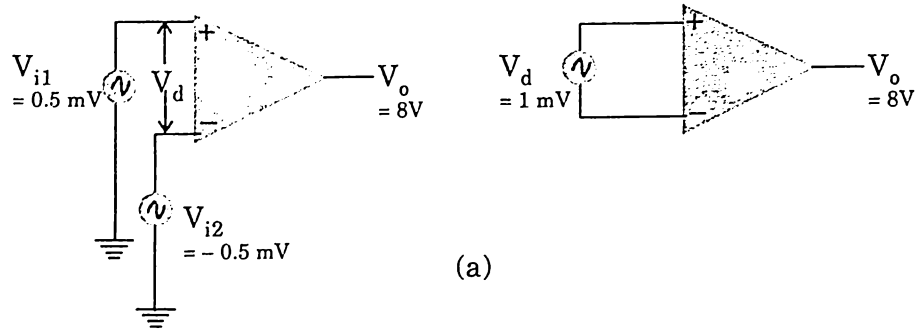 V_i1
= 0.5 mV
V_d
+
−
V_o
= 8V
V_i2
= − 0.5 mV
V_d
= 1 mV
+
−
V_o
= 8V
(a)